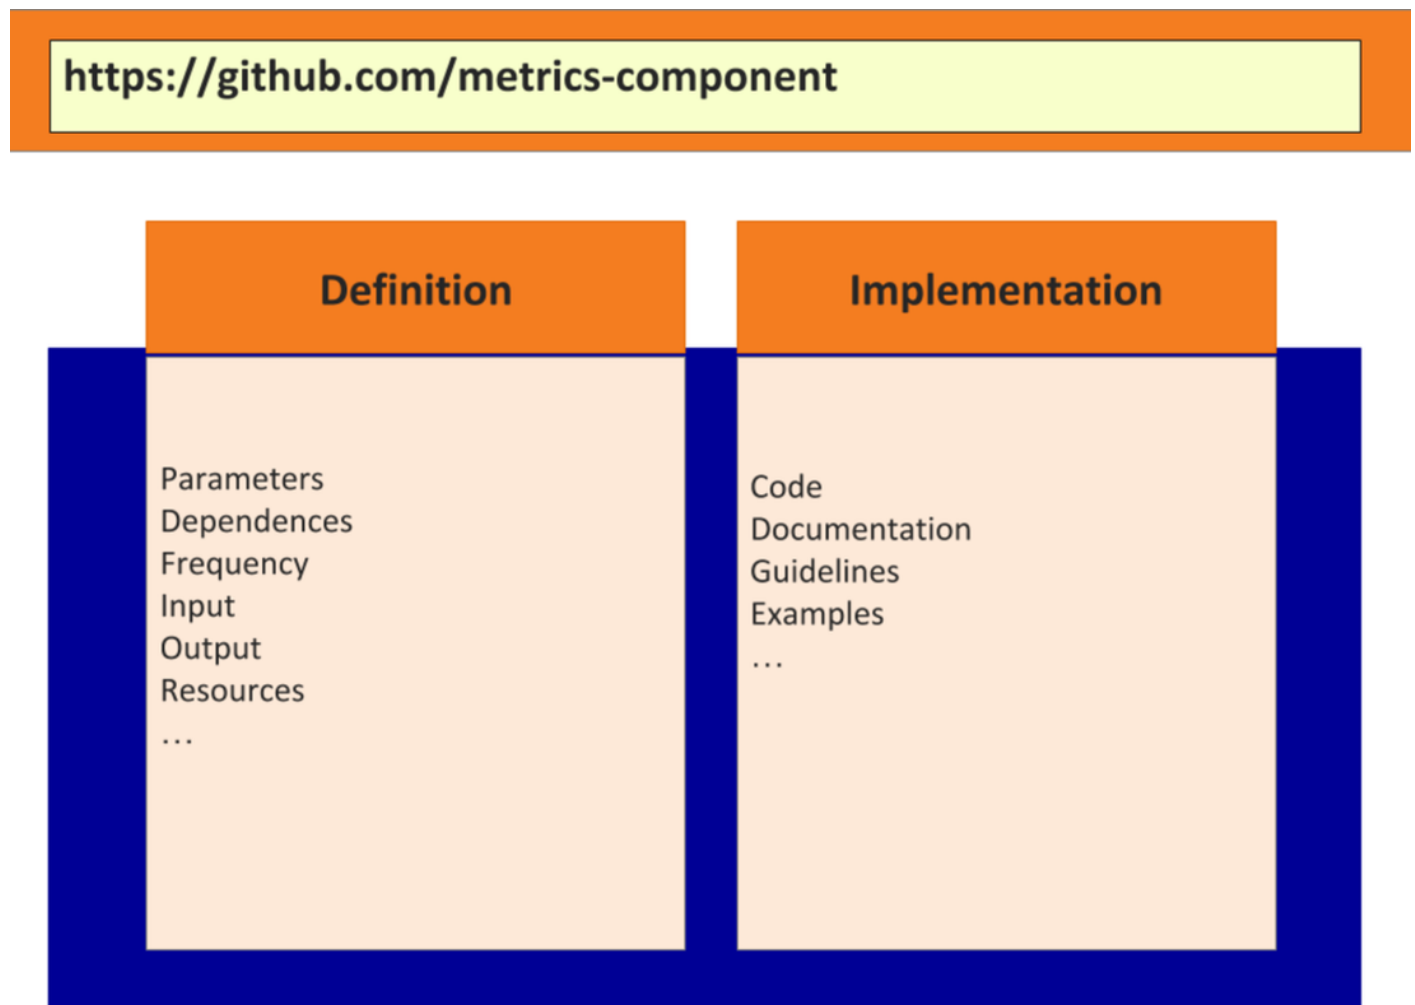 https://github.com/metrics-component
Definition
Parameters
Dependences
Frequency
Input
Output
Resources
…
Implementation
Code
Documentation
Guidelines
Examples
…